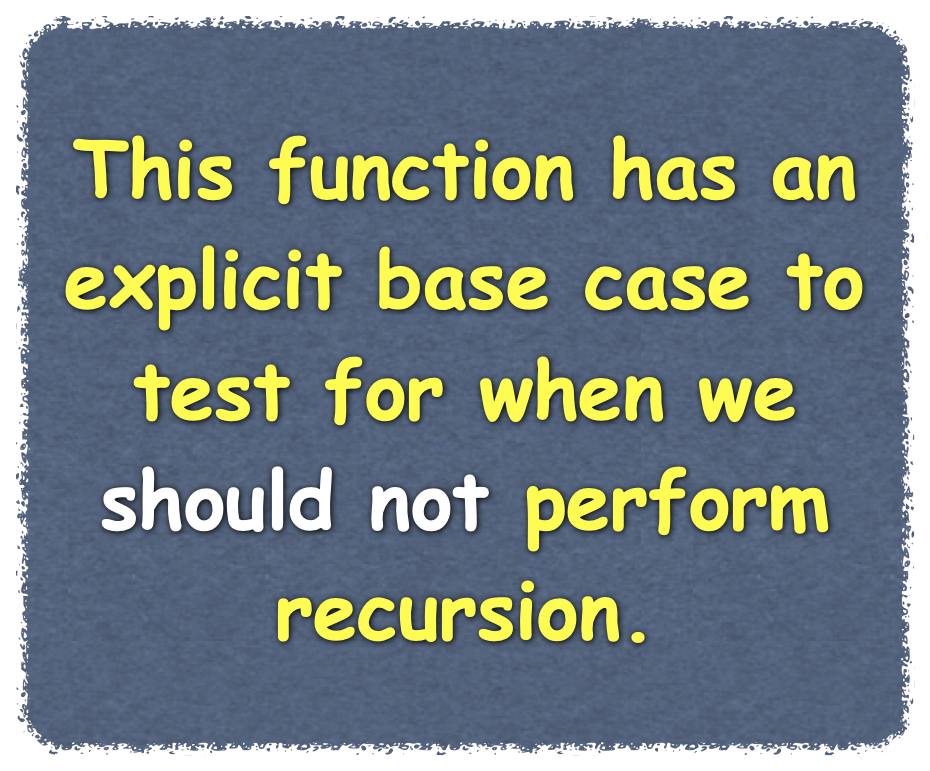 This function has an
explicit base case to
test for when we
should not perform
recursion.